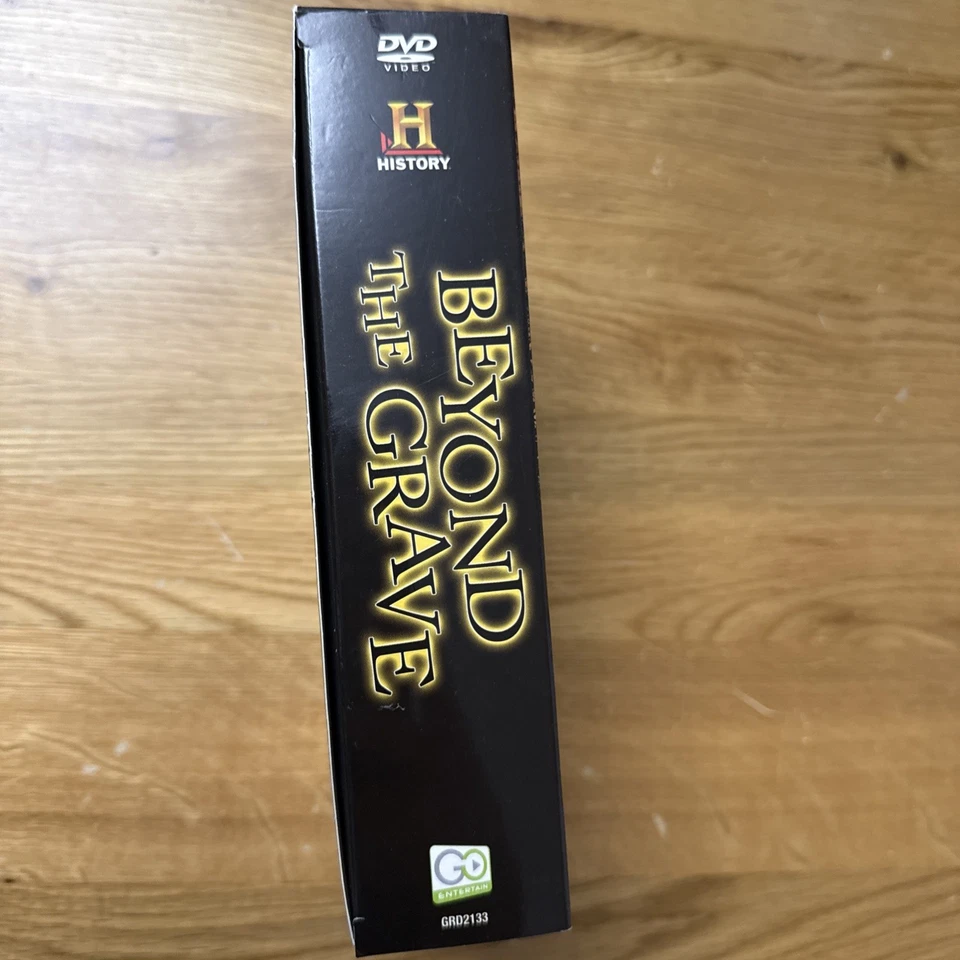 DVD
VIDEO
H
HISTORY
BEYOND
THE GRAVE
GO
ENTERTAIN
GRD2133